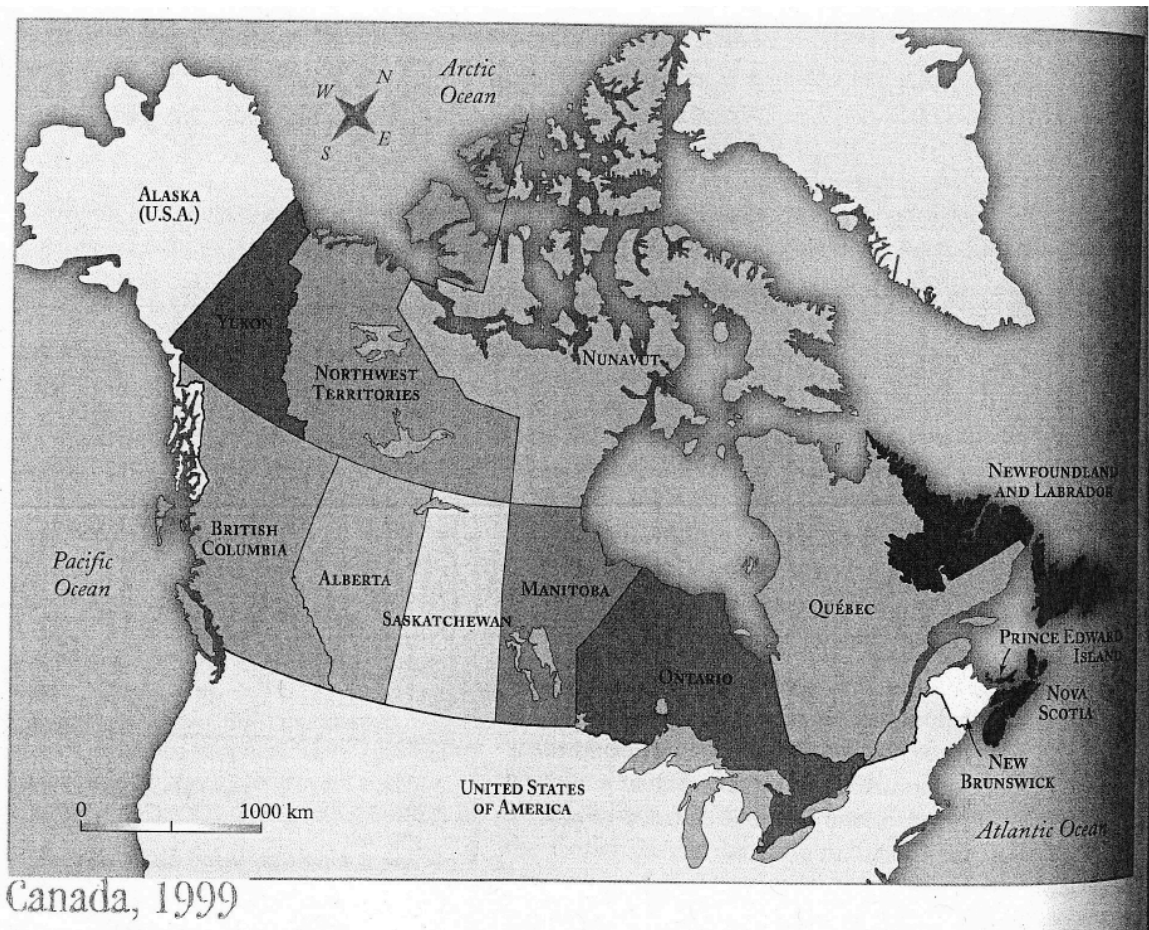 Arctic
Ocean
N
W
E
S
ALASKA
(U.S.A.)
YUKON
NORTHWEST
TERRITORIES
NUNAVUT
NEWFOUNDLAND
AND LABRADOR
BRITISH
COLUMBIA
ALBERTA
SASKATCHEWAN
MANITOBA
Pacific
Ocean
QUÉBEC
ONTARIO
PRINCE EDWARD
ISLAND
NOVA
SCOTIA
NEW
BRUNSWICK
UNITED STATES
OF AMERICA
0 1000 km
Atlantic Ocean
Canada, 1999